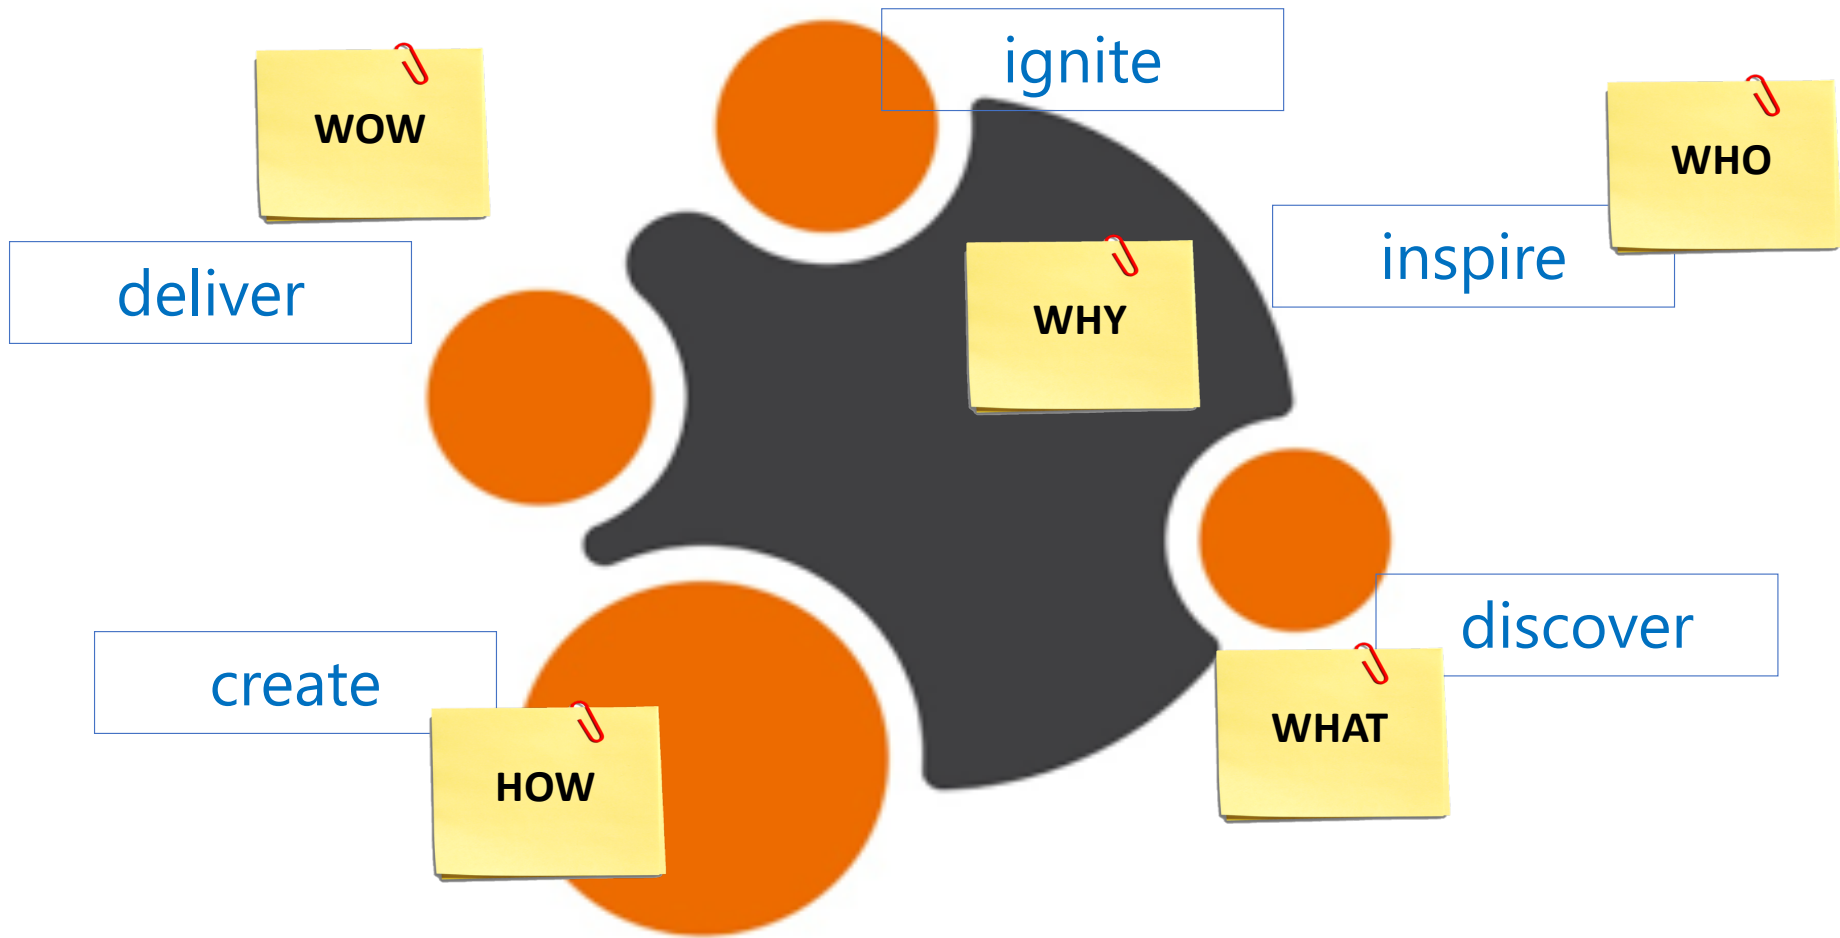 ignite
WOW
WHO
inspire
deliver
WHY
discover
create
WHAT
HOW